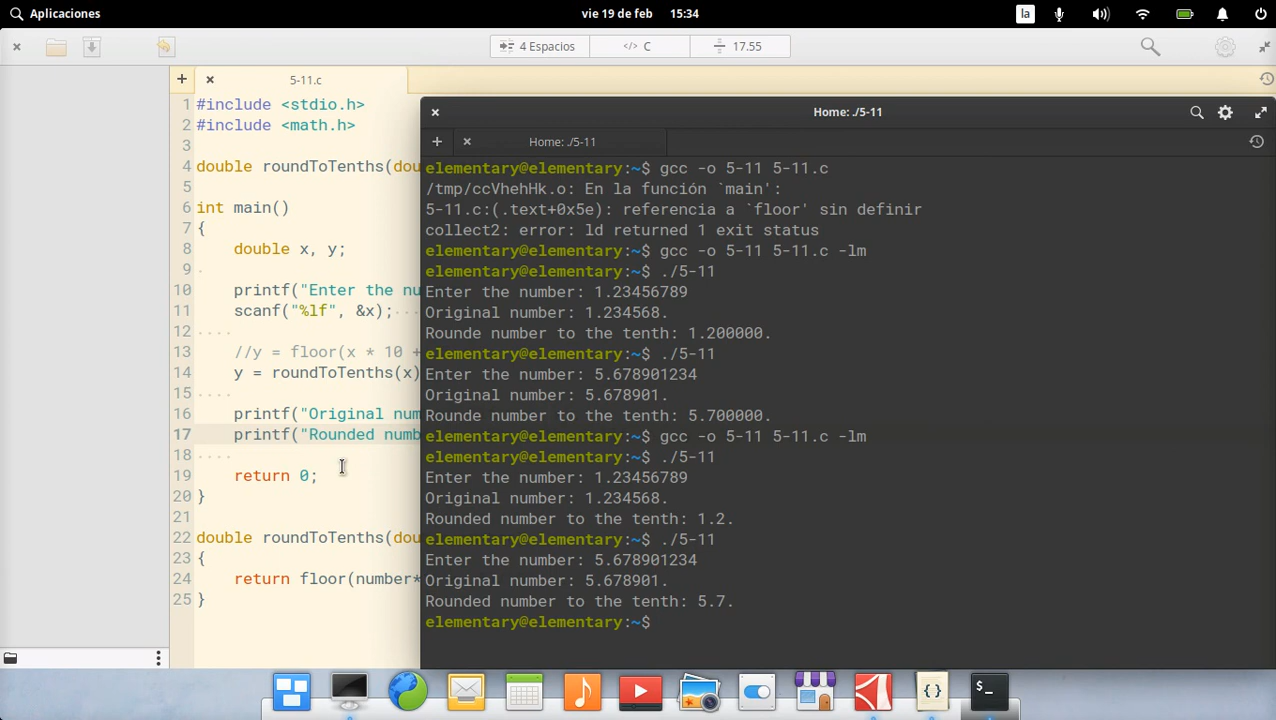 Aplicaciones
vie 19 de feb 15:34
la
4 Espacios
</> C
17.55
5-11.c
1 #include <stdio.h>
2 #include <math.h>
3
4 double roundToTenths(dou
5
6 int main()
7 {
8 double x, y;
9
10 printf("Enter the nu
11 scanf("%lf", &x);
12
13 //y = floor(x * 10 +
14 y = roundToTenths(x)
15
16 printf("Original num
17 printf("Rounded numb
18
19 return 0;
20 }
21
22 double roundToTenths(dou
23 {
24 return floor(number*
25 }
Home: ./5-11
Home: ./5-11
elementary@elementary:~$ gcc -o 5-11 5-11.c
/tmp/ccVhehHk.o: En la función `main':
5-11.c:(.text+0x5e): referencia a `floor' sin definir
collect2: error: ld returned 1 exit status
elementary@elementary:~$ gcc -o 5-11 5-11.c -lm
elementary@elementary:~$ ./5-11
Enter the number: 1.23456789
Original number: 1.234568.
Rounde number to the tenth: 1.200000.
elementary@elementary:~$ ./5-11
Enter the number: 5.678901234
Original number: 5.678901.
Rounde number to the tenth: 5.700000.
elementary@elementary:~$ gcc -o 5-11 5-11.c -lm
elementary@elementary:~$ ./5-11
Enter the number: 1.23456789
Original number: 1.234568.
Rounded number to the tenth: 1.2.
elementary@elementary:~$ ./5-11
Enter the number: 5.678901234
Original number: 5.678901.
Rounded number to the tenth: 5.7.
elementary@elementary:~$